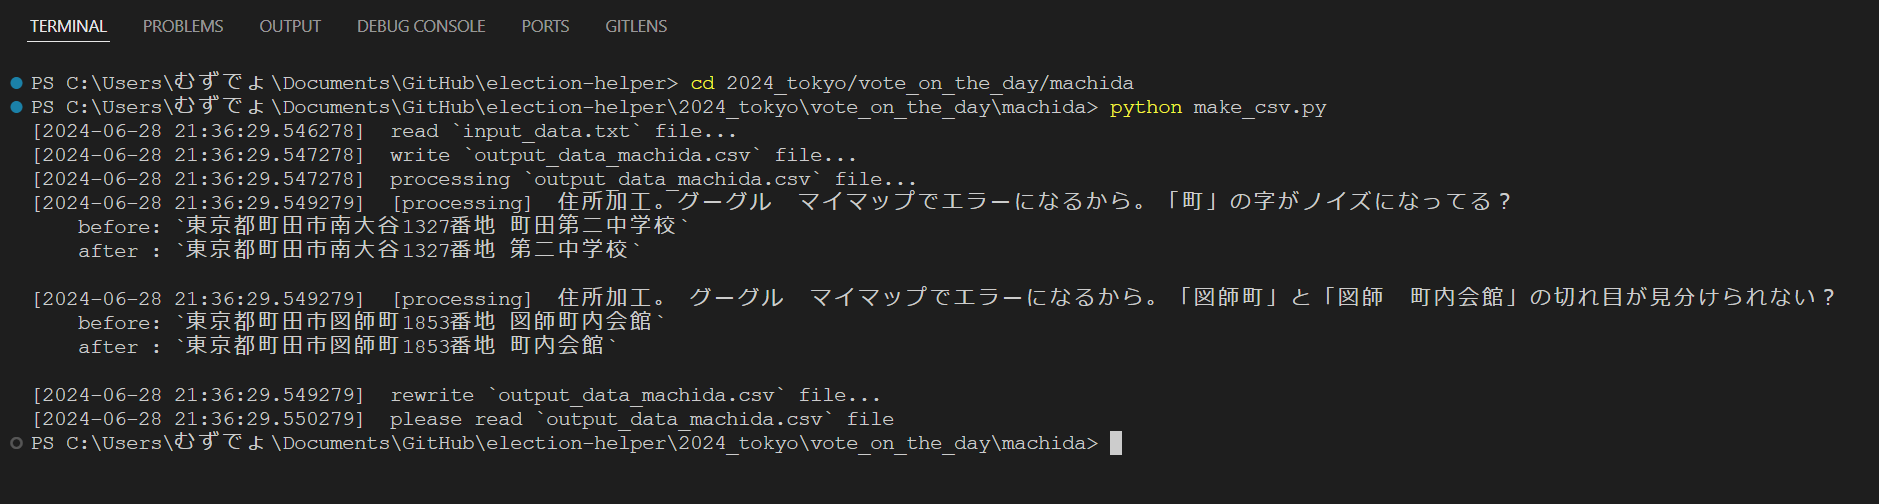 TERMINAL PROBLEMS OUTPUT DEBUG CONSOLE PORTS GITLENS
PS C:\Users\むずでょ\Documents\GitHub\election-helper> cd 2024_tokyo/vote_on_the_day/machida
PS C:\Users\むずでょ\Documents\GitHub\election-helper\2024_tokyo\vote_on_the_day\machida> python make_csv.py
[2024-06-28 21:36:29.546278]  read `input_data.txt` file...
[2024-06-28 21:36:29.547278]  write `output_data_machida.csv` file...
[2024-06-28 21:36:29.547278]  processing `output_data_machida.csv` file...
[2024-06-28 21:36:29.549279]  [processing]  住所加工。グーグル　マイマップでエラーになるから。「町」の字がノイズになってる？
    before: `東京都町田市南大谷1327番地 町田第二中学校`
    after : `東京都町田市南大谷1327番地 第二中学校`
[2024-06-28 21:36:29.549279]  [processing]  住所加工。 グーグル　マイマップでエラーになるから。「図師町」と「図師　町内会館」の切れ目が見分けられない？
    before: `東京都町田市図師町1853番地 図師町内会館`
    after : `東京都町田市図師町1853番地 町内会館`
[2024-06-28 21:36:29.549279]  rewrite `output_data_machida.csv` file...
[2024-06-28 21:36:29.550279]  please read `output_data_machida.csv` file
PS C:\Users\むずでょ\Documents\GitHub\election-helper\2024_tokyo\vote_on_the_day\machida>